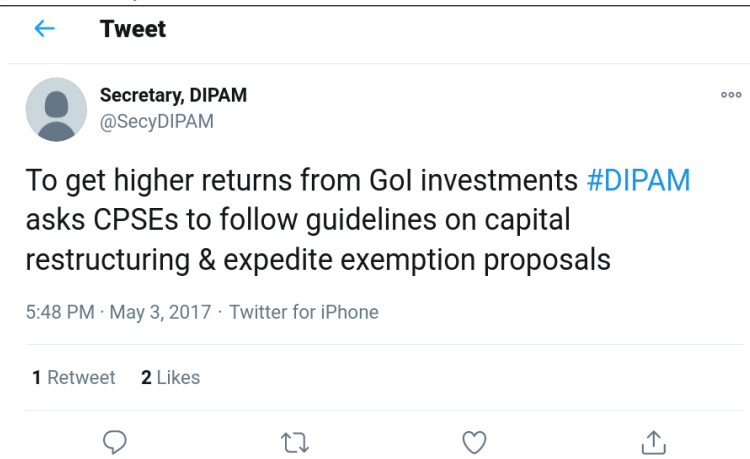 Tweet
Secretary, DIPAM
@SecyDIPAM
To get higher returns from GoI investments #DIPAM
asks CPSEs to follow guidelines on capital
restructuring & expedite exemption proposals
5:48 PM · May 3, 2017 · Twitter for iPhone
1 Retweet 2 Likes